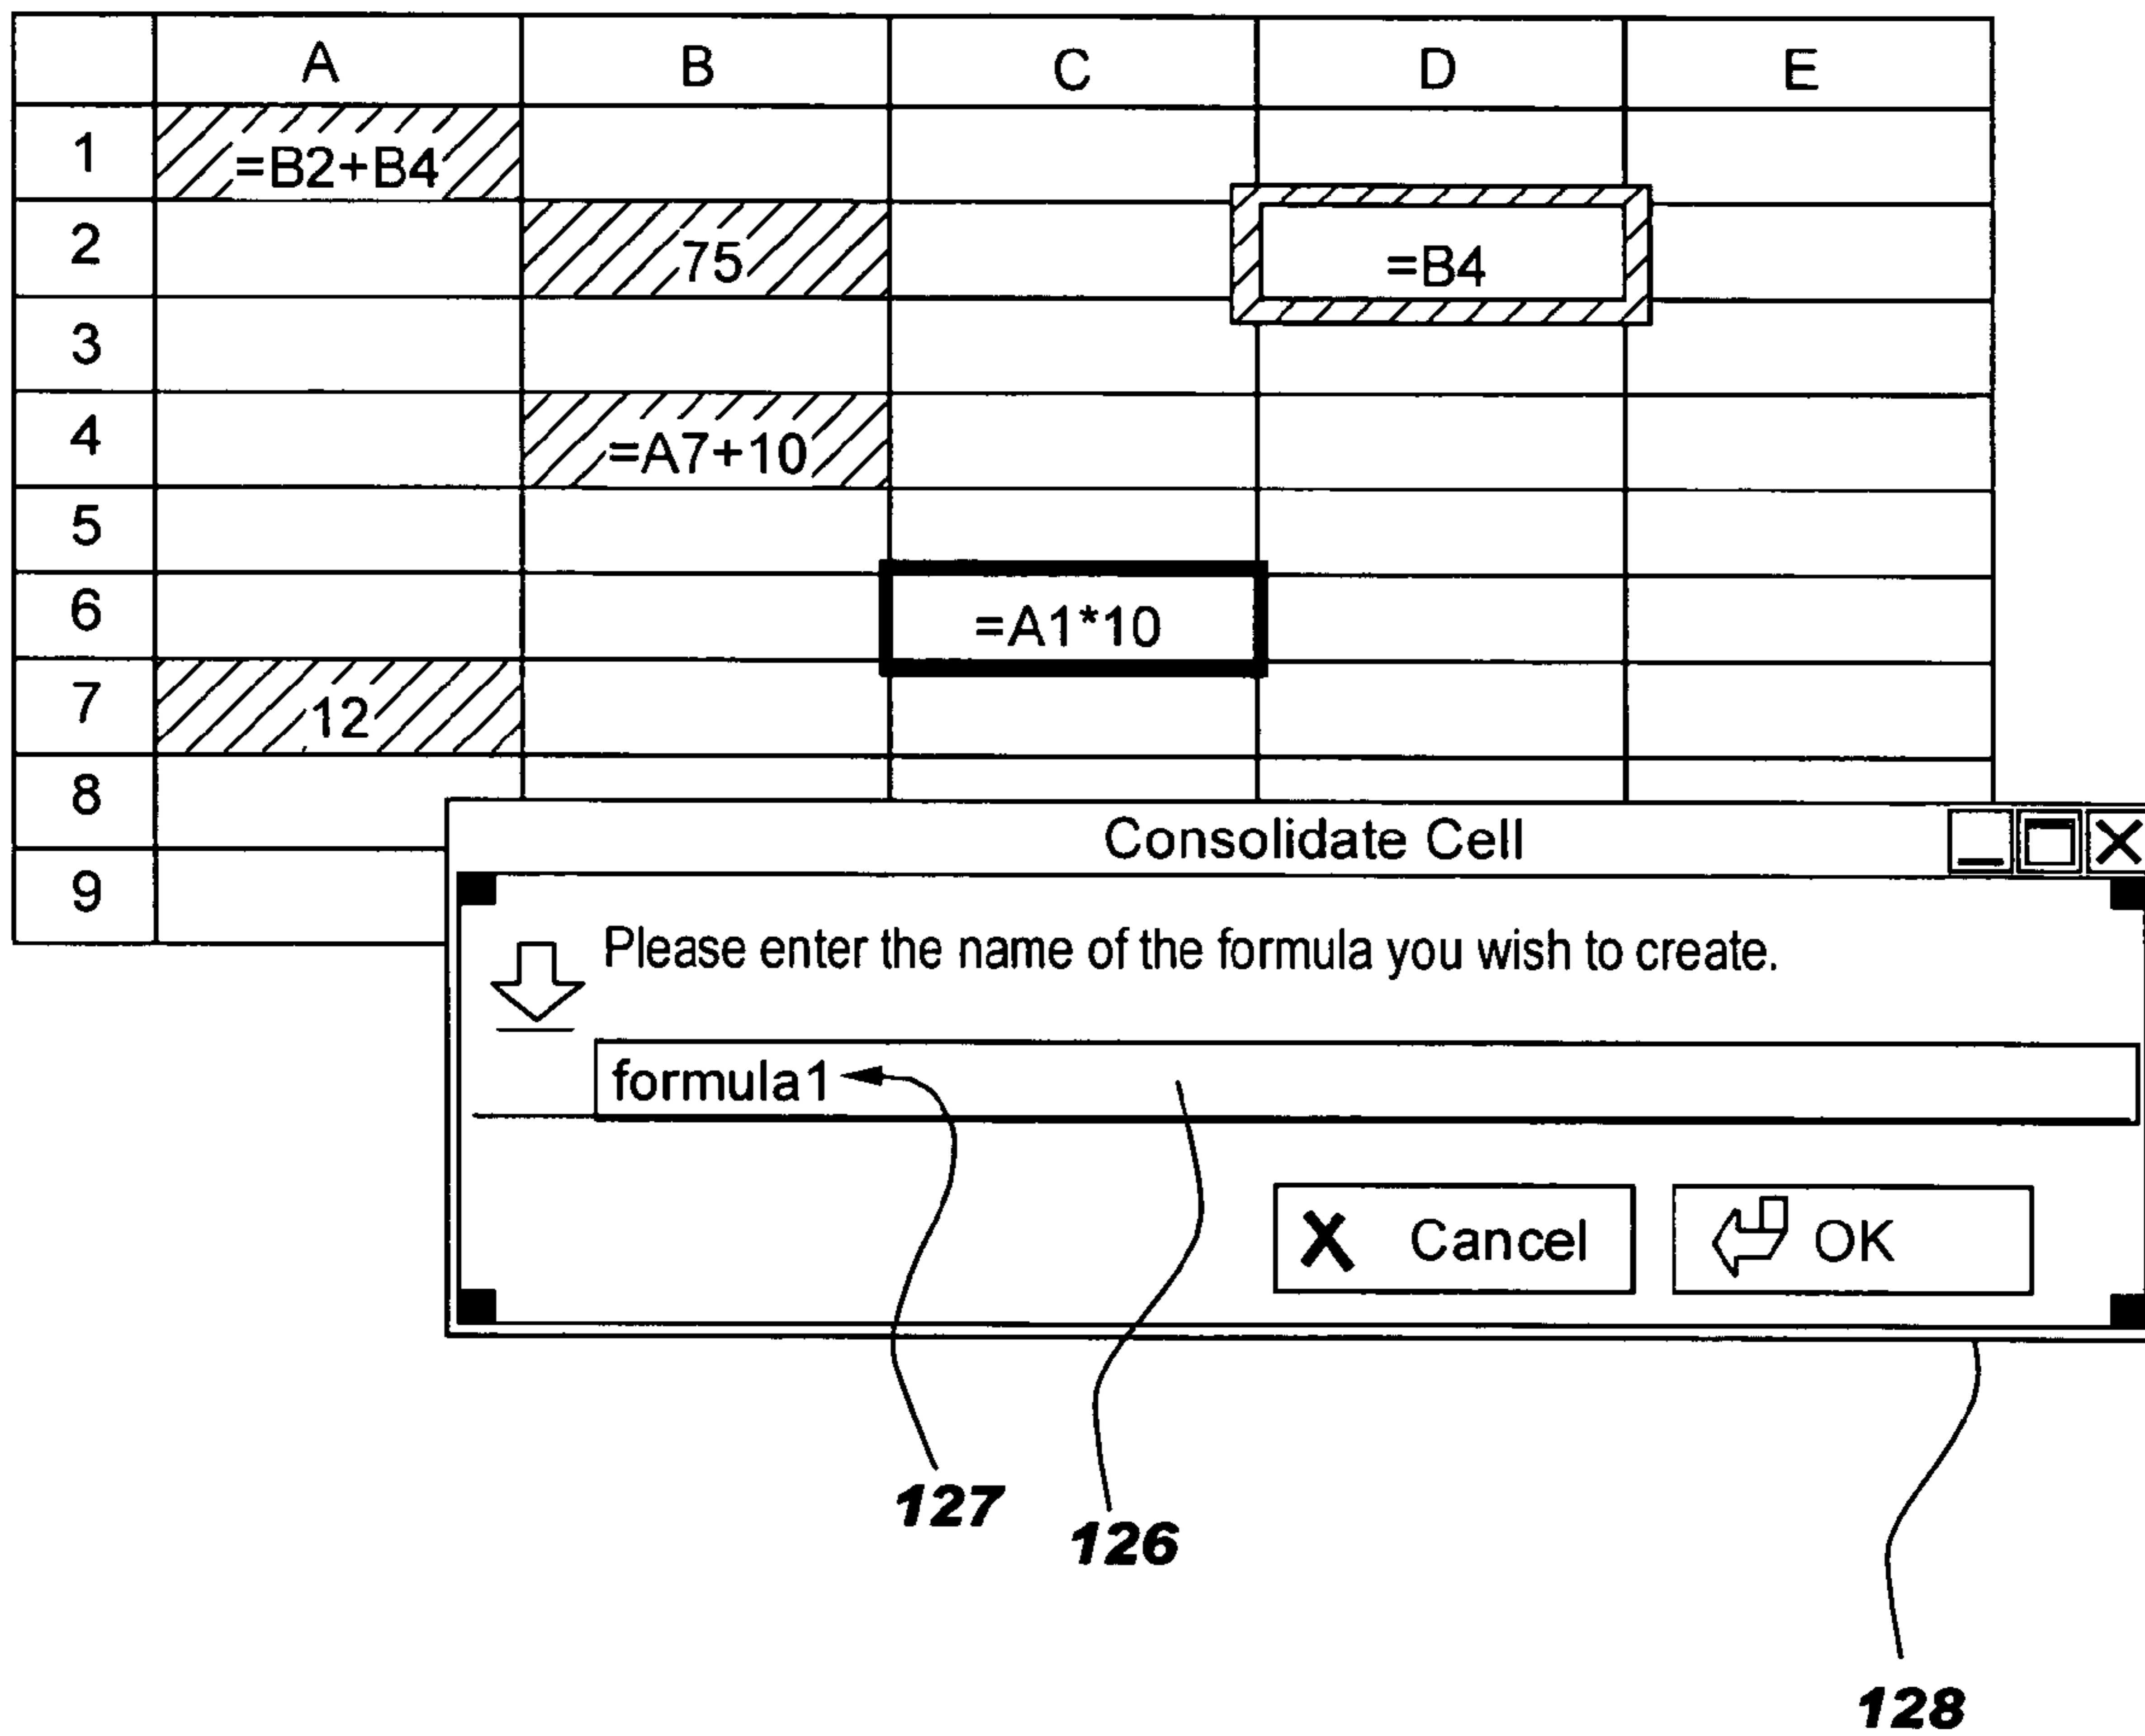 A B C D E
1 =B2+B4
2 75 =B4
3
4 =A7+10
5
6 =A1*10
7 12
8
Consolidate Cell
9
Please enter the name of the formula you wish to create.
formula1
X Cancel OK
127
126
128